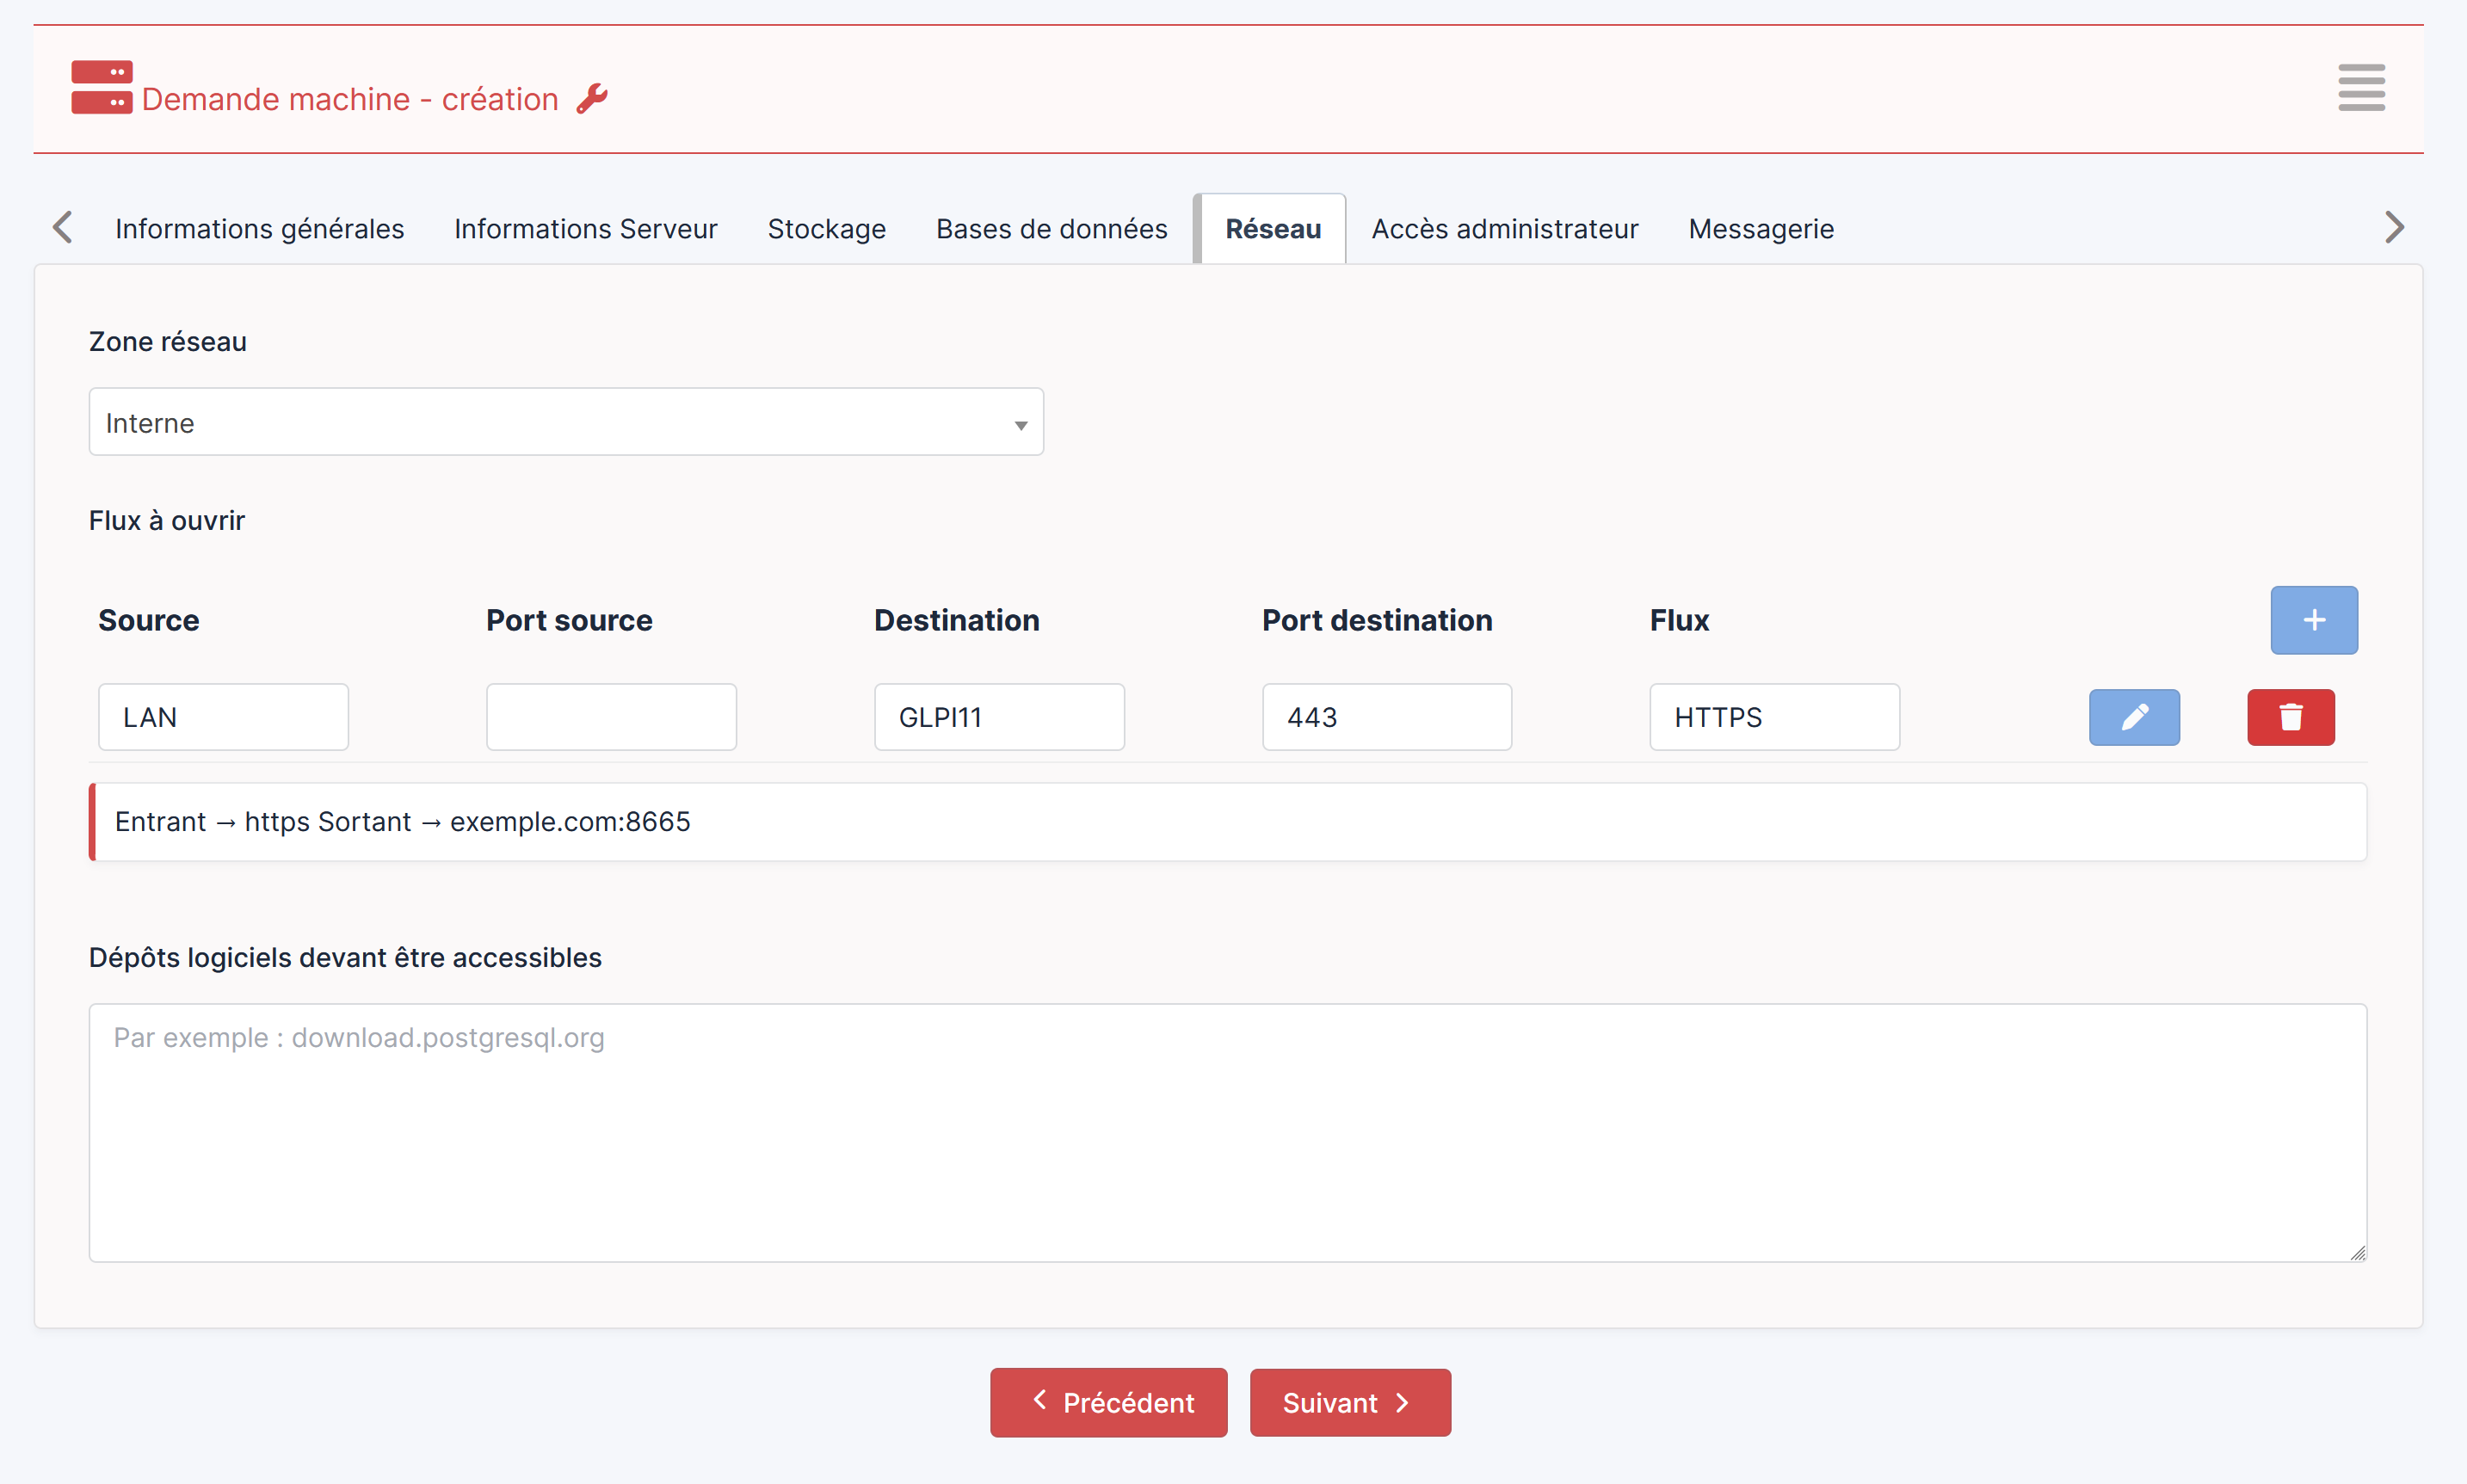 Demande machine - création
Informations générales Informations Serveur Stockage Bases de données Réseau Accès administrateur Messagerie
Zone réseau
Interne
Flux à ouvrir
Source Port source Destination Port destination Flux
LAN GLPI11 443 HTTPS
Entrant → https Sortant → exemple.com:8665
Dépôts logiciels devant être accessibles
Par exemple : download.postgresql.org
Précédent Suivant